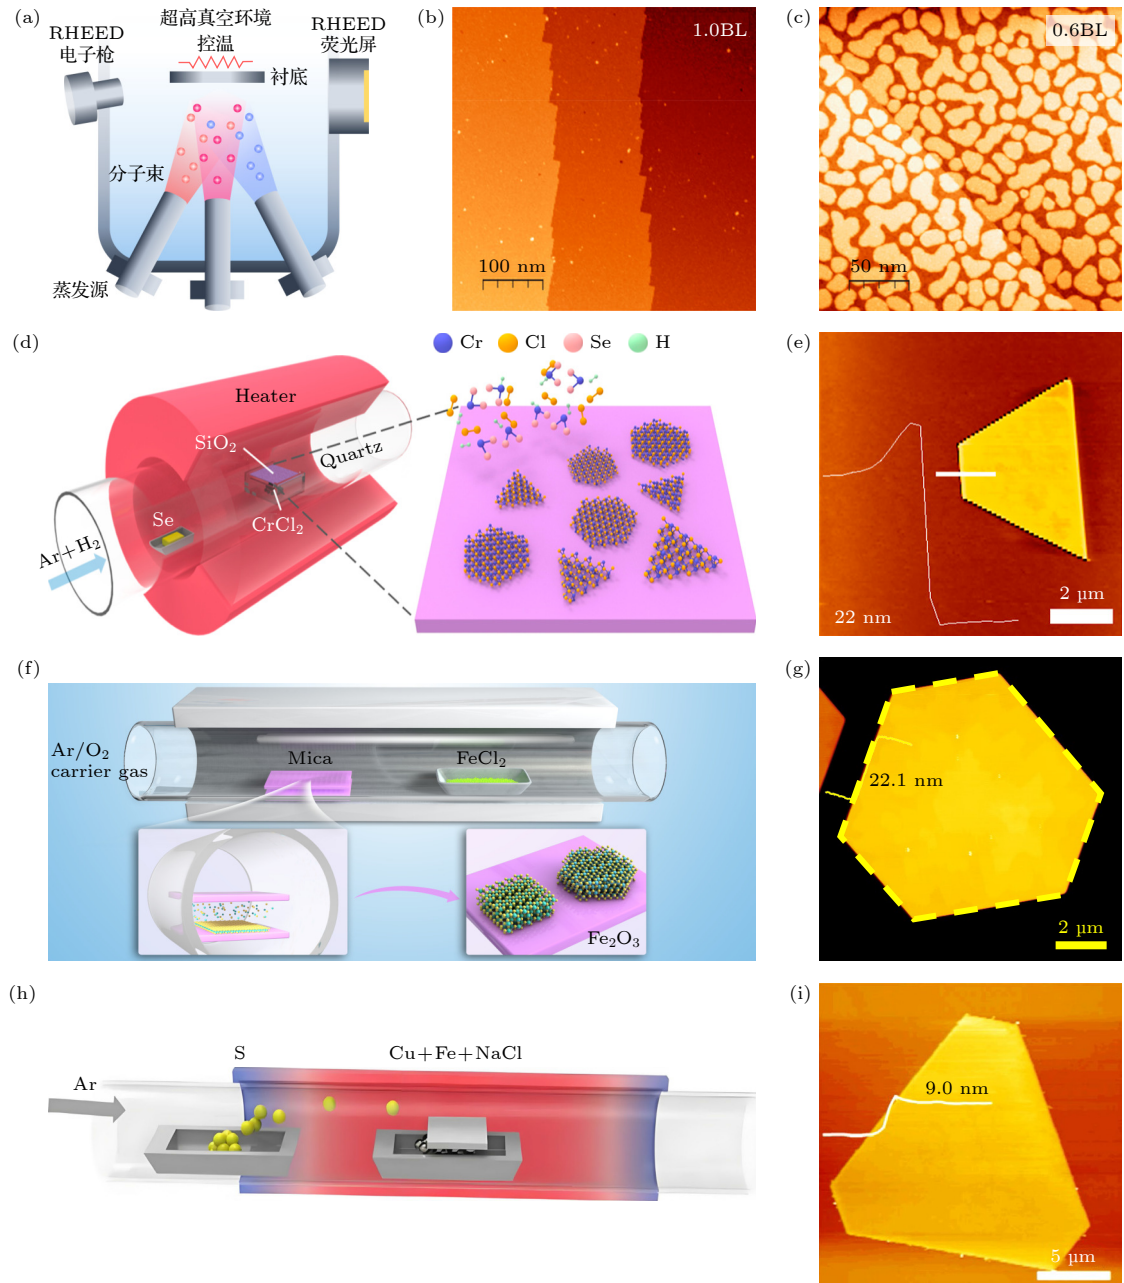 (a)
超高真空环境
控温
RHEED
电子枪
RHEED
荧光屏
衬底
分子束
蒸发源
(b)
1.0BL
100 nm
(c)
0.6BL
50 nm
(d)
Heater
SiO2
Quartz
Se
CrCl2
Ar+H2
Cr
Cl
Se
H
(e)
22 nm
2 µm
(f)
Ar/O2
carrier gas
Mica
FeCl2
Fe2O3
(g)
22.1 nm
2 µm
(h)
S
Cu+Fe+NaCl
Ar
(i)
9.0 nm
5 µm